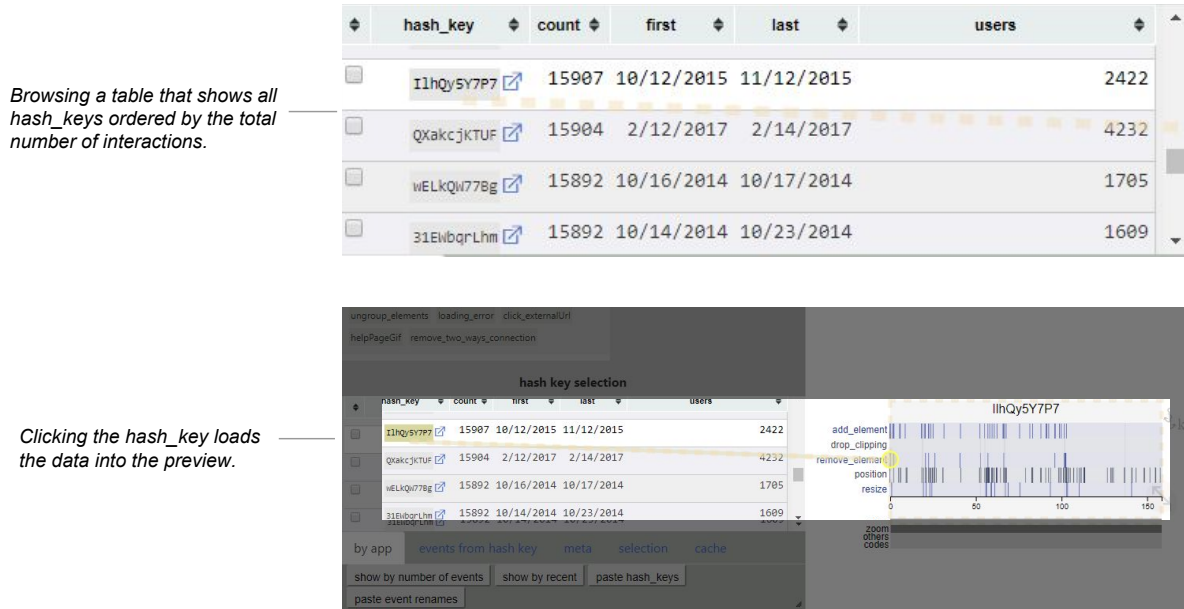 hash_key count first last users
Browsing a table that shows all
hash_keys ordered by the total
number of interactions.
IlhQy5Y7P7 15907 10/12/2015 11/12/2015 2422
QXakcjKTUF 15904 2/12/2017 2/14/2017 4232
wELkQW77Bg 15892 10/16/2014 10/17/2014 1705
31EWbqrLhm 15892 10/14/2014 10/23/2014 1609
Clicking the hash_key loads
the data into the preview.
ungroup_elements loading_error click_externalUrl
helpPageGif remove_two_ways_connection
hash key selection
hash_key count first last users
IlhQy5Y7P7 15907 10/12/2015 11/12/2015 2422
QXakcjKTUF 15904 2/12/2017 2/14/2017 4232
wELkQW77Bg 15892 10/16/2014 10/17/2014 1705
31EWbqrLhm 15892 10/14/2014 10/23/2014 1609
by app events from hash key meta selection cache
show by number of events show by recent paste hash_keys
paste event renames
IlhQy5Y7P7
add_element
drop_clipping
remove_element
position
resize
0 50 100 150
zoom
others
codes